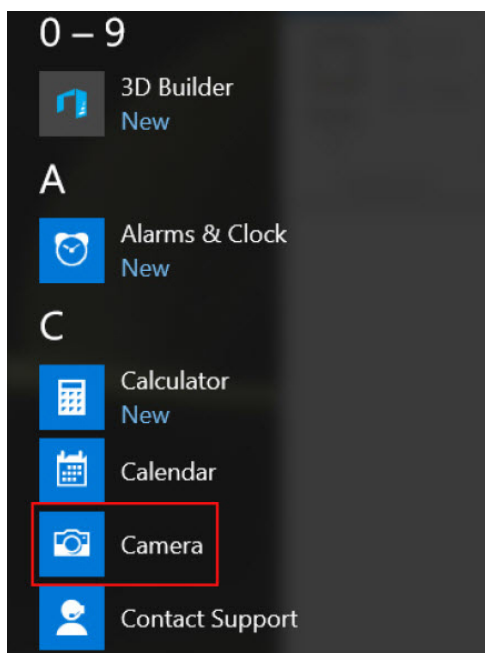 0 – 9
3D Builder
New
A
Alarms & Clock
New
C
Calculator
New
Calendar
Camera
Contact Support